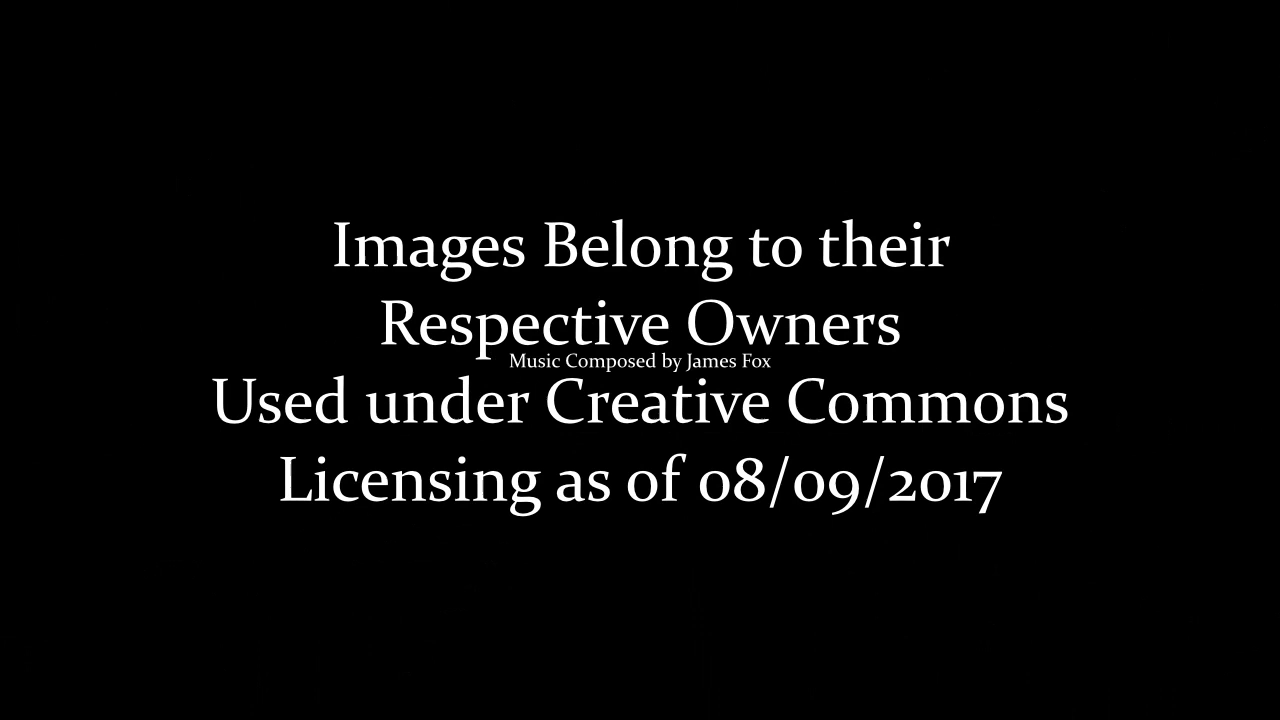 Images Belong to their
Respective Owners
Music Composed by James Fox
Used under Creative Commons
Licensing as of 08/09/2017